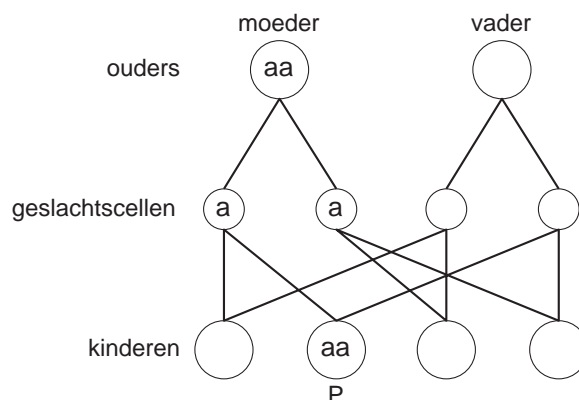 moeder vader
ouders aa
geslachtscellen a a
kinderen aa
P